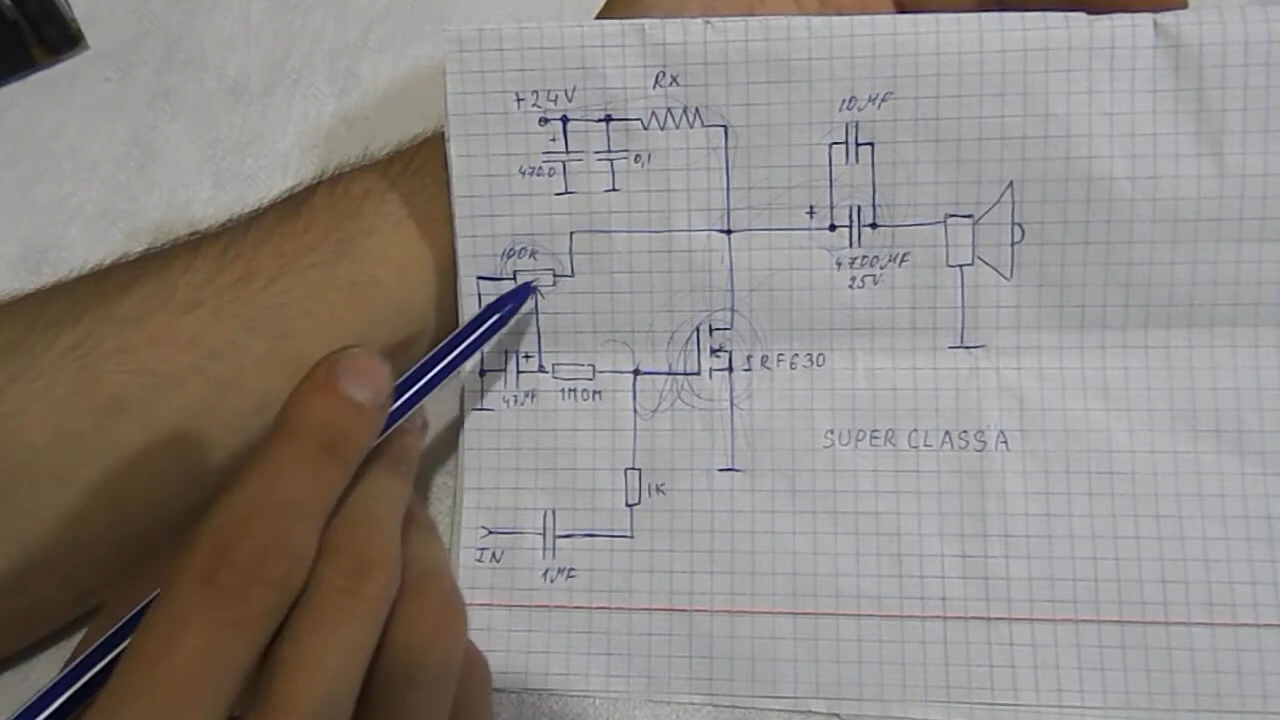 +24V
Rx
10MF
+
4700
0,1
+
4700MF
25V
100K
+
47MF
1MOM
IRF630
SUPER CLASS A
1K
IN
1MF